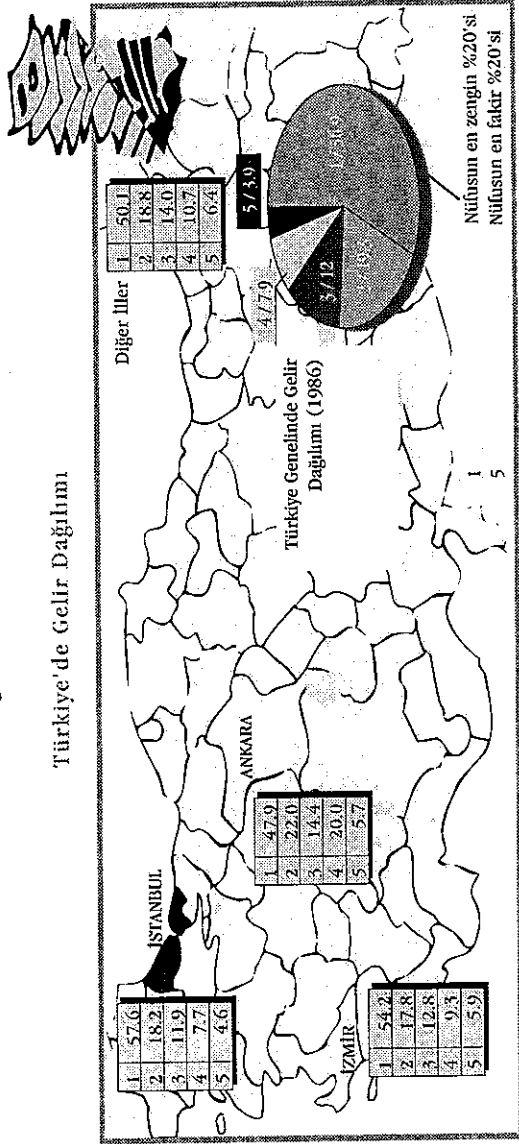 Türkiye'de Gelir Dağılımı
İSTANBUL
1 57.6
2 18.2
3 11.9
4 7.7
5 4.6
ANKARA
1 47.9
2 22.0
3 14.4
4 20.0
5 5.7
İZMİR
1 54.2
2 17.8
3 12.8
4 9.3
5 5.9
Diğer İller
1 50.1
2 18.8
3 14.0
4 10.7
5 6.4
Türkiye Genelinde Gelir
Dağılımı (1986)
5 / 3.9
4 / 7.9
3 / 12
1 Nüfusun en zengin %20'si
5 Nüfusun en fakir %20'si